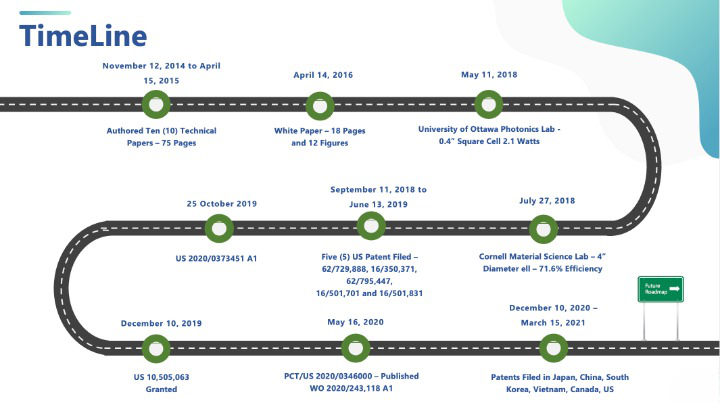 TimeLine
November 12, 2014 to April
15, 2015
April 14, 2016
May 11, 2018
Authored Ten (10) Technical
Papers – 75 Pages
White Paper – 18 Pages
and 12 Figures
University of Ottawa Photonics Lab -
0.4" Square Cell 2.1 Watts
25 October 2019
September 11, 2018 to
June 13, 2019
July 27, 2018
US 2020/0373451 A1
Five (5) US Patent Filed –
62/729,888, 16/350,371,
62/795,447,
16/501,701 and 16/501,831
Cornell Material Science Lab – 4"
Diameter ell – 71.6% Efficiency
Future
Roadmap
December 10, 2019
May 16, 2020
December 10, 2020 –
March 15, 2021
US 10,505,063
Granted
PCT/US 2020/0346000 – Published
WO 2020/243,118 A1
Patents Filed in Japan, China, South
Korea, Vietnam, Canada, US